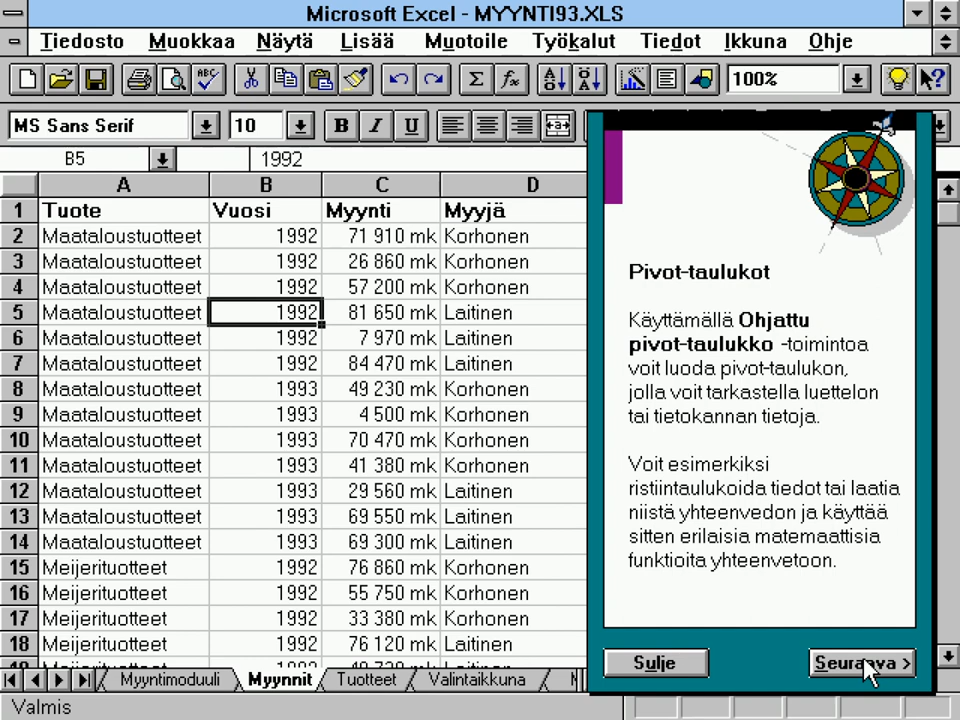 Microsoft Excel - MYYNTI93.XLS
Tiedosto Muokkaa Näytä Lisää Muotoile Työkalut Tiedot Ikkuna Ohje
100%
MS Sans Serif 10 B I U
B5 1992
A B C D
1 Tuote Vuosi Myynti Myyjä
2 Maataloustuotteet 1992 71 910 mk Korhonen
3 Maataloustuotteet 1992 26 860 mk Korhonen
4 Maataloustuotteet 1992 57 200 mk Korhonen
5 Maataloustuotteet 1992 81 650 mk Laitinen
6 Maataloustuotteet 1992 7 970 mk Laitinen
7 Maataloustuotteet 1992 84 470 mk Laitinen
8 Maataloustuotteet 1993 49 230 mk Korhonen
9 Maataloustuotteet 1993 4 500 mk Korhonen
10 Maataloustuotteet 1993 70 470 mk Korhonen
11 Maataloustuotteet 1993 41 380 mk Korhonen
12 Maataloustuotteet 1993 29 560 mk Laitinen
13 Maataloustuotteet 1993 69 550 mk Laitinen
14 Maataloustuotteet 1993 69 300 mk Laitinen
15 Meijerituotteet 1992 76 860 mk Korhonen
16 Meijerituotteet 1992 55 750 mk Korhonen
17 Meijerituotteet 1992 33 380 mk Korhonen
18 Meijerituotteet 1992 76 120 mk Laitinen
Myyntimoduuli Myynnit Tuotteet Valintaikkuna
Valmis
Pivot-taulukot
Käyttämällä Ohjattu
pivot-taulukko -toimintoa
voit luoda pivot-taulukon,
jolla voit tarkastella luettelon
tai tietokannan tietoja.
Voit esimerkiksi
ristiintaulukoida tiedot tai laatia
niistä yhteenvedon ja käyttää
sitten erilaisia matemaattisia
funktioita yhteenvetoon.
Sulje Seuraava >